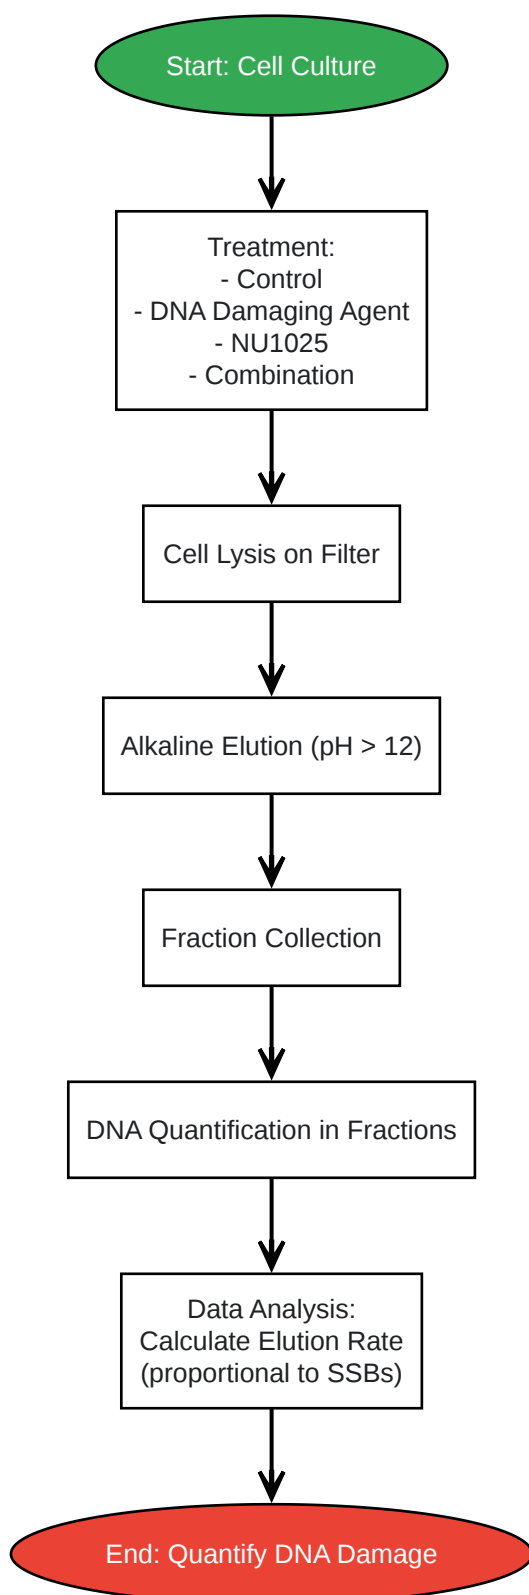 Start: Cell Culture
Treatment:
- Control
- DNA Damaging Agent
- NU1025
- Combination
Cell Lysis on Filter
Alkaline Elution (pH > 12)
Fraction Collection
DNA Quantification in Fractions
Data Analysis:
Calculate Elution Rate
(proportional to SSBs)
End: Quantify DNA Damage